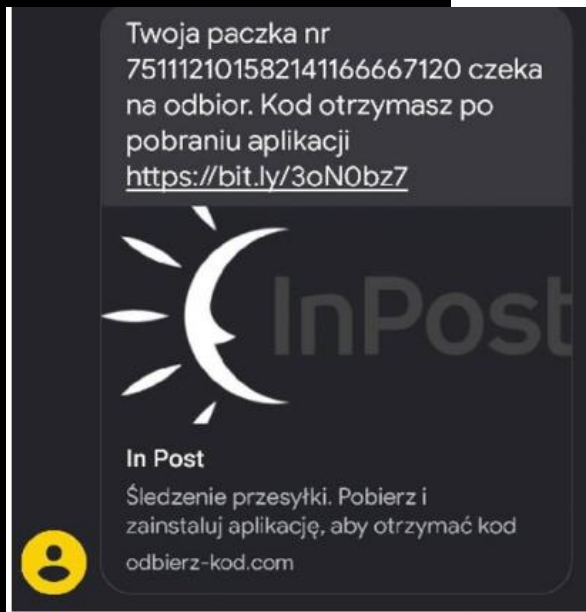 Twoja paczka nr
751112101582141166667120 czeka
na odbior. Kod otrzymasz po
pobraniu aplikacji
https://bit.ly/3oN0bz7
InPost
In Post
Śledzenie przesyłki. Pobierz i
zainstaluj aplikację, aby otrzymać kod
odbierz-kod.com